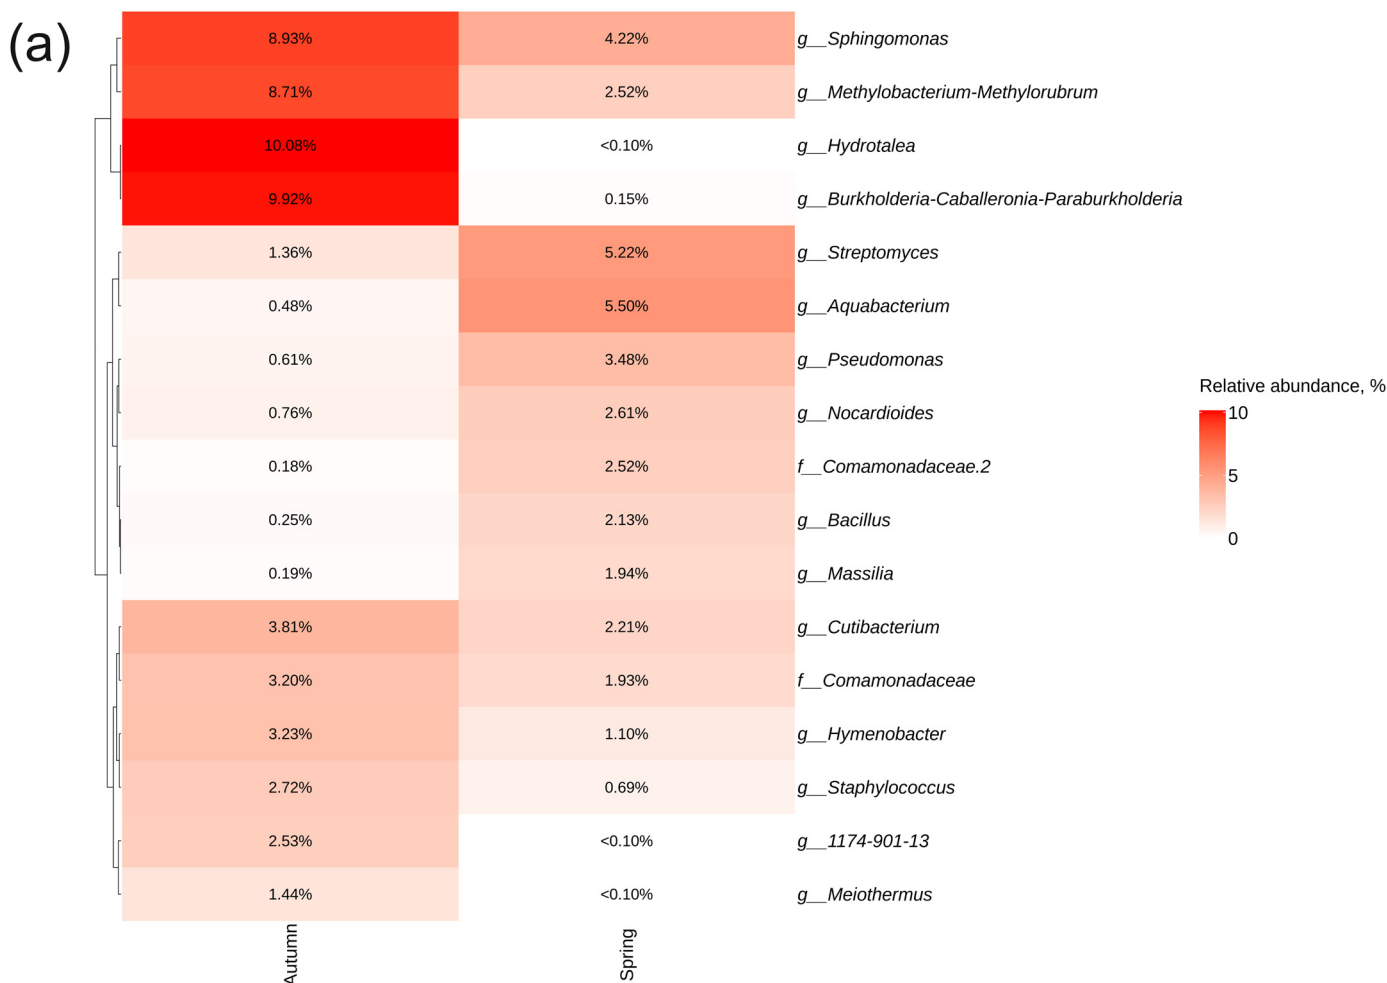 (a)
8.93% 4.22% g__Sphingomonas
8.71% 2.52% g__Methylobacterium-Methylorubrum
10.08% <0.10% g__Hydrotalea
9.92% 0.15% g__Burkholderia-Caballeronia-Paraburkholderia
1.36% 5.22% g__Streptomyces
0.48% 5.50% g__Aquabacterium
0.61% 3.48% g__Pseudomonas
0.76% 2.61% g__Nocardioides
0.18% 2.52% f__Comamonadaceae.2
0.25% 2.13% g__Bacillus
0.19% 1.94% g__Massilia
3.81% 2.21% g__Cutibacterium
3.20% 1.93% f__Comamonadaceae
3.23% 1.10% g__Hymenobacter
2.72% 0.69% g__Staphylococcus
2.53% <0.10% g__1174-901-13
1.44% <0.10% g__Meiothermus
Autumn Spring
Relative abundance, %
10
5
0